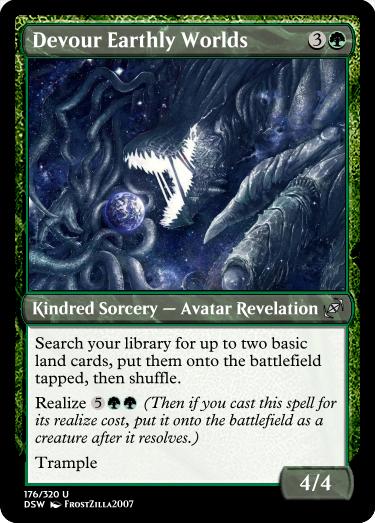 Devour Earthly Worlds 3
Kindred Sorcery — Avatar Revelation
Search your library for up to two basic
land cards, put them onto the battlefield
tapped, then shuffle.
Realize 5 (Then if you cast this spell for
its realize cost, put it onto the battlefield as a
creature after it resolves.)
Trample
4/4
176/320 U
DSW FrostZilla2007